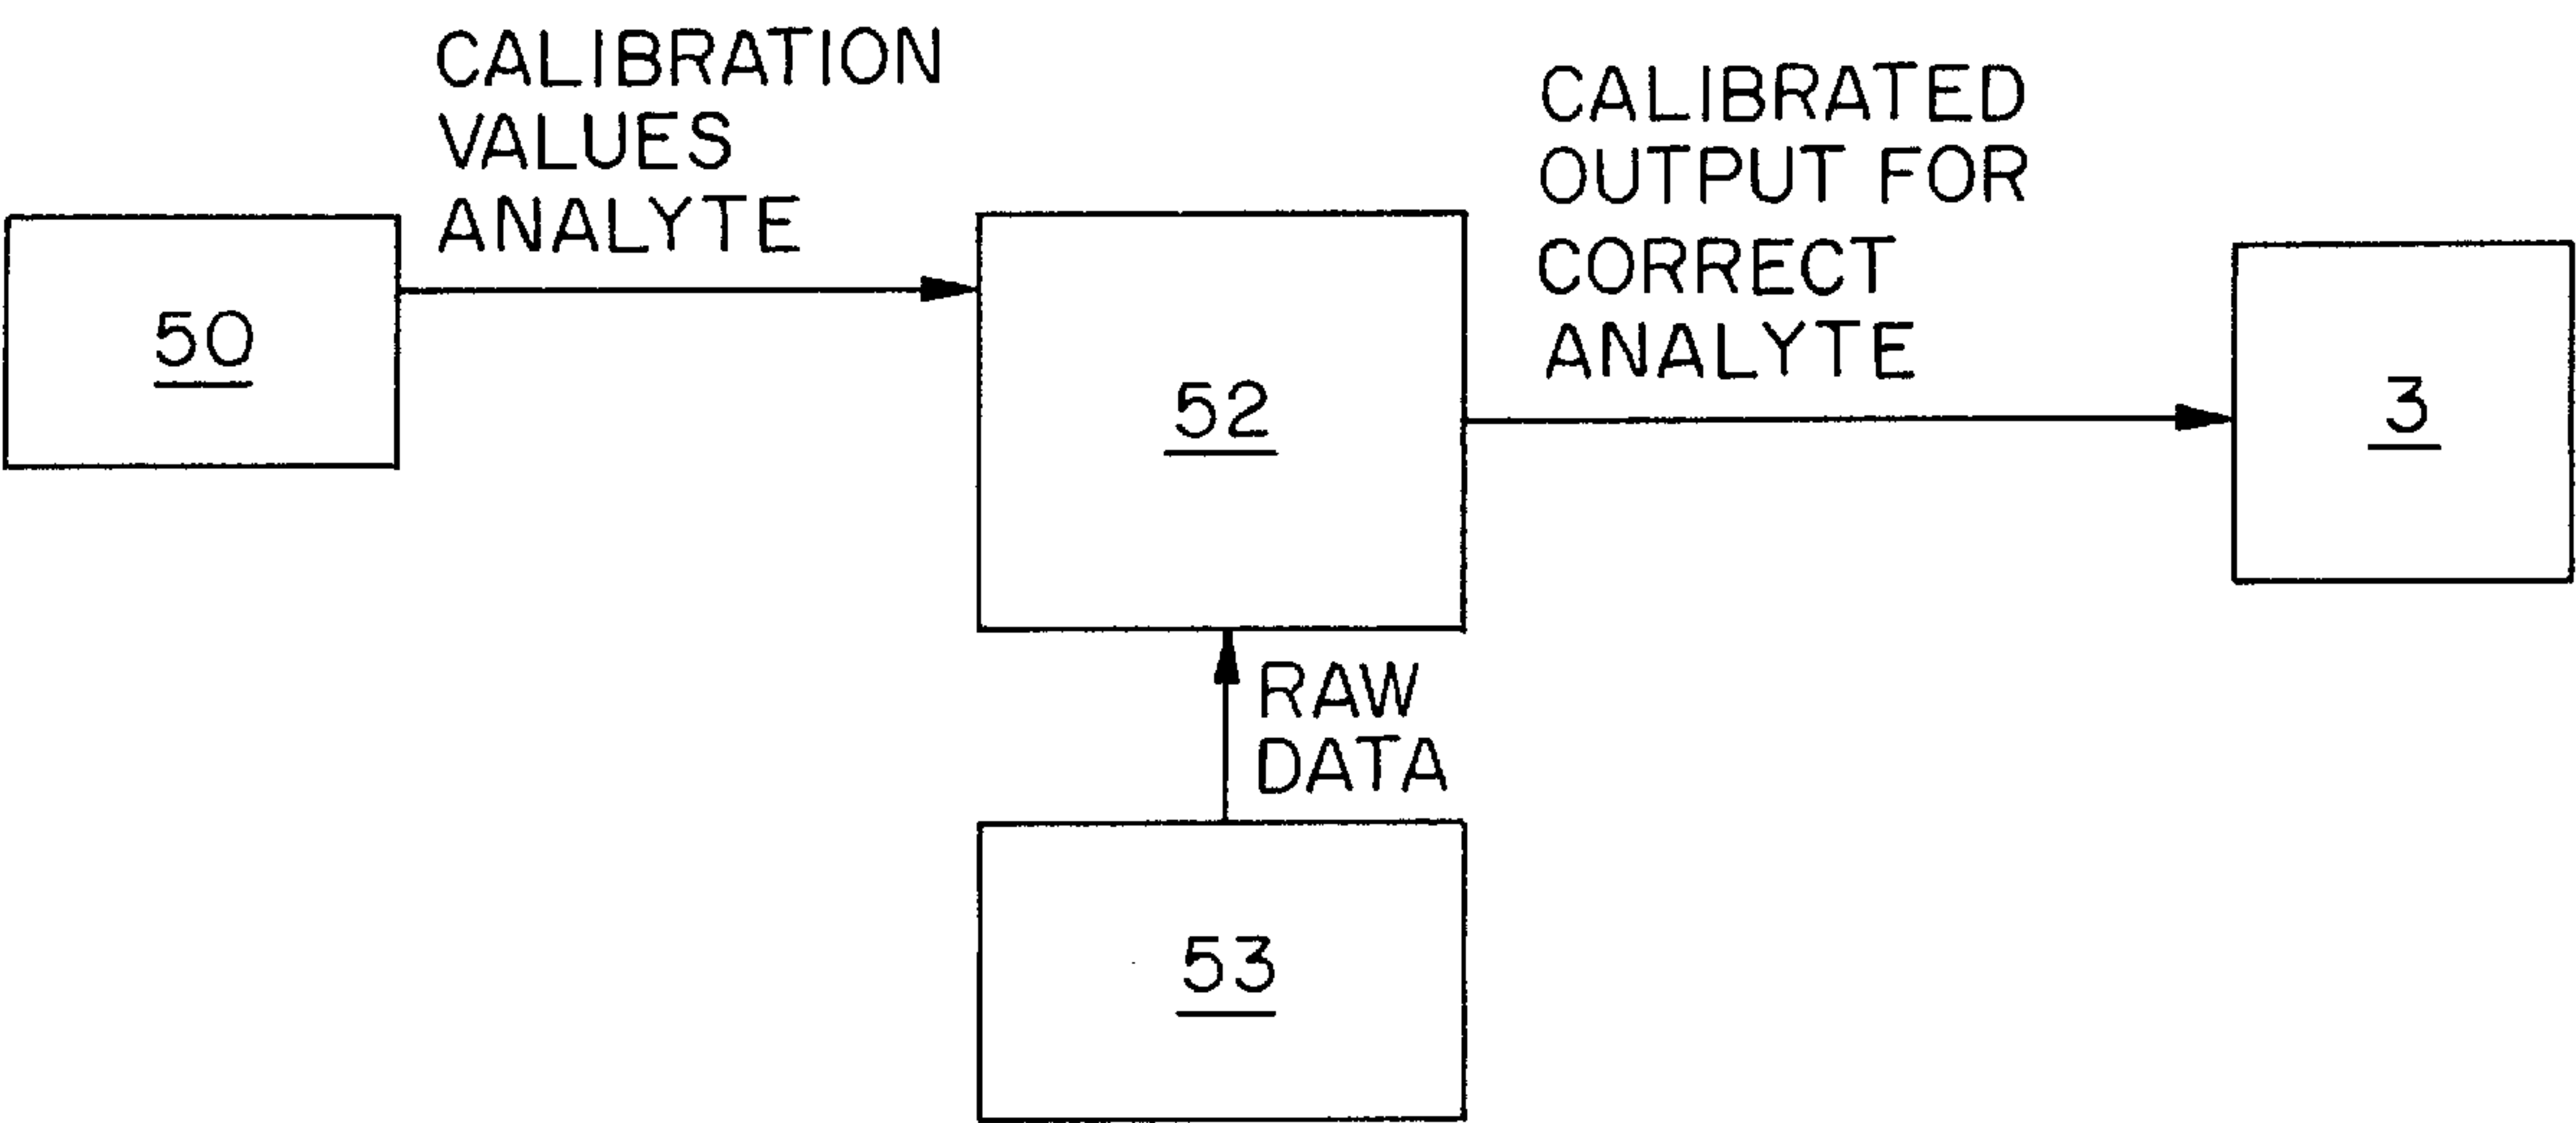 CALIBRATION
VALUES
ANALYTE
CALIBRATED
OUTPUT FOR
CORRECT
ANALYTE
50
52
3
RAW
DATA
53